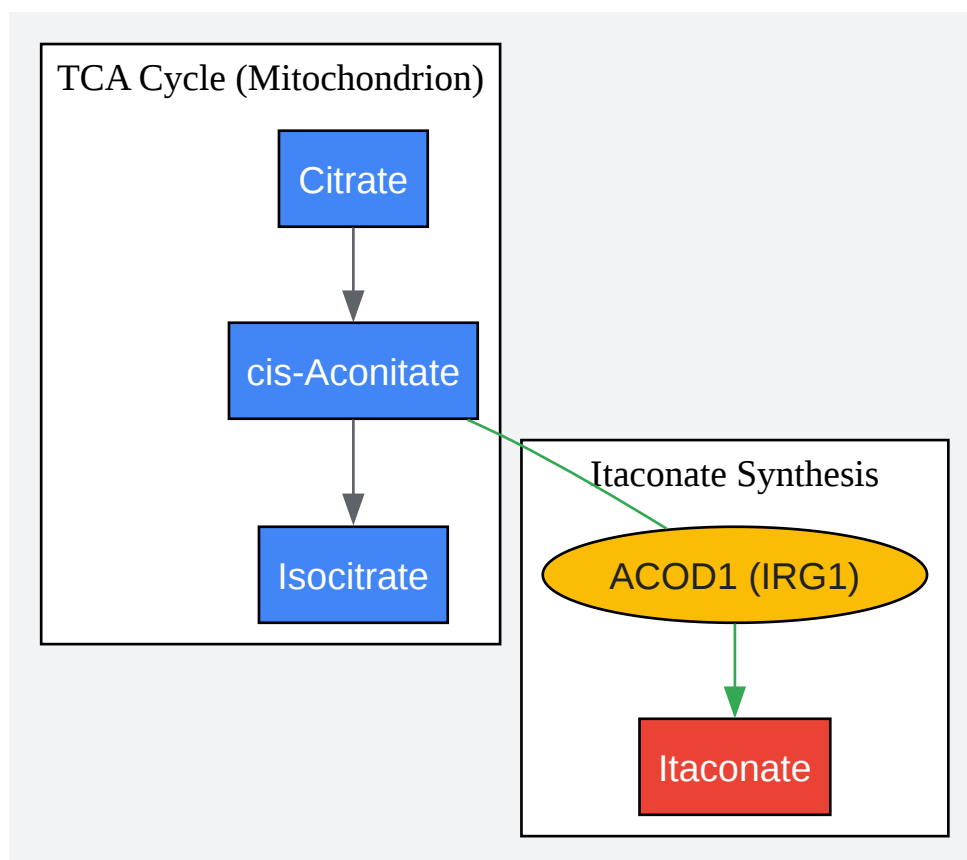 TCA Cycle (Mitochondrion)
Citrate
cis-Aconitate
Isocitrate
Itaconate Synthesis
ACOD1 (IRG1)
Itaconate